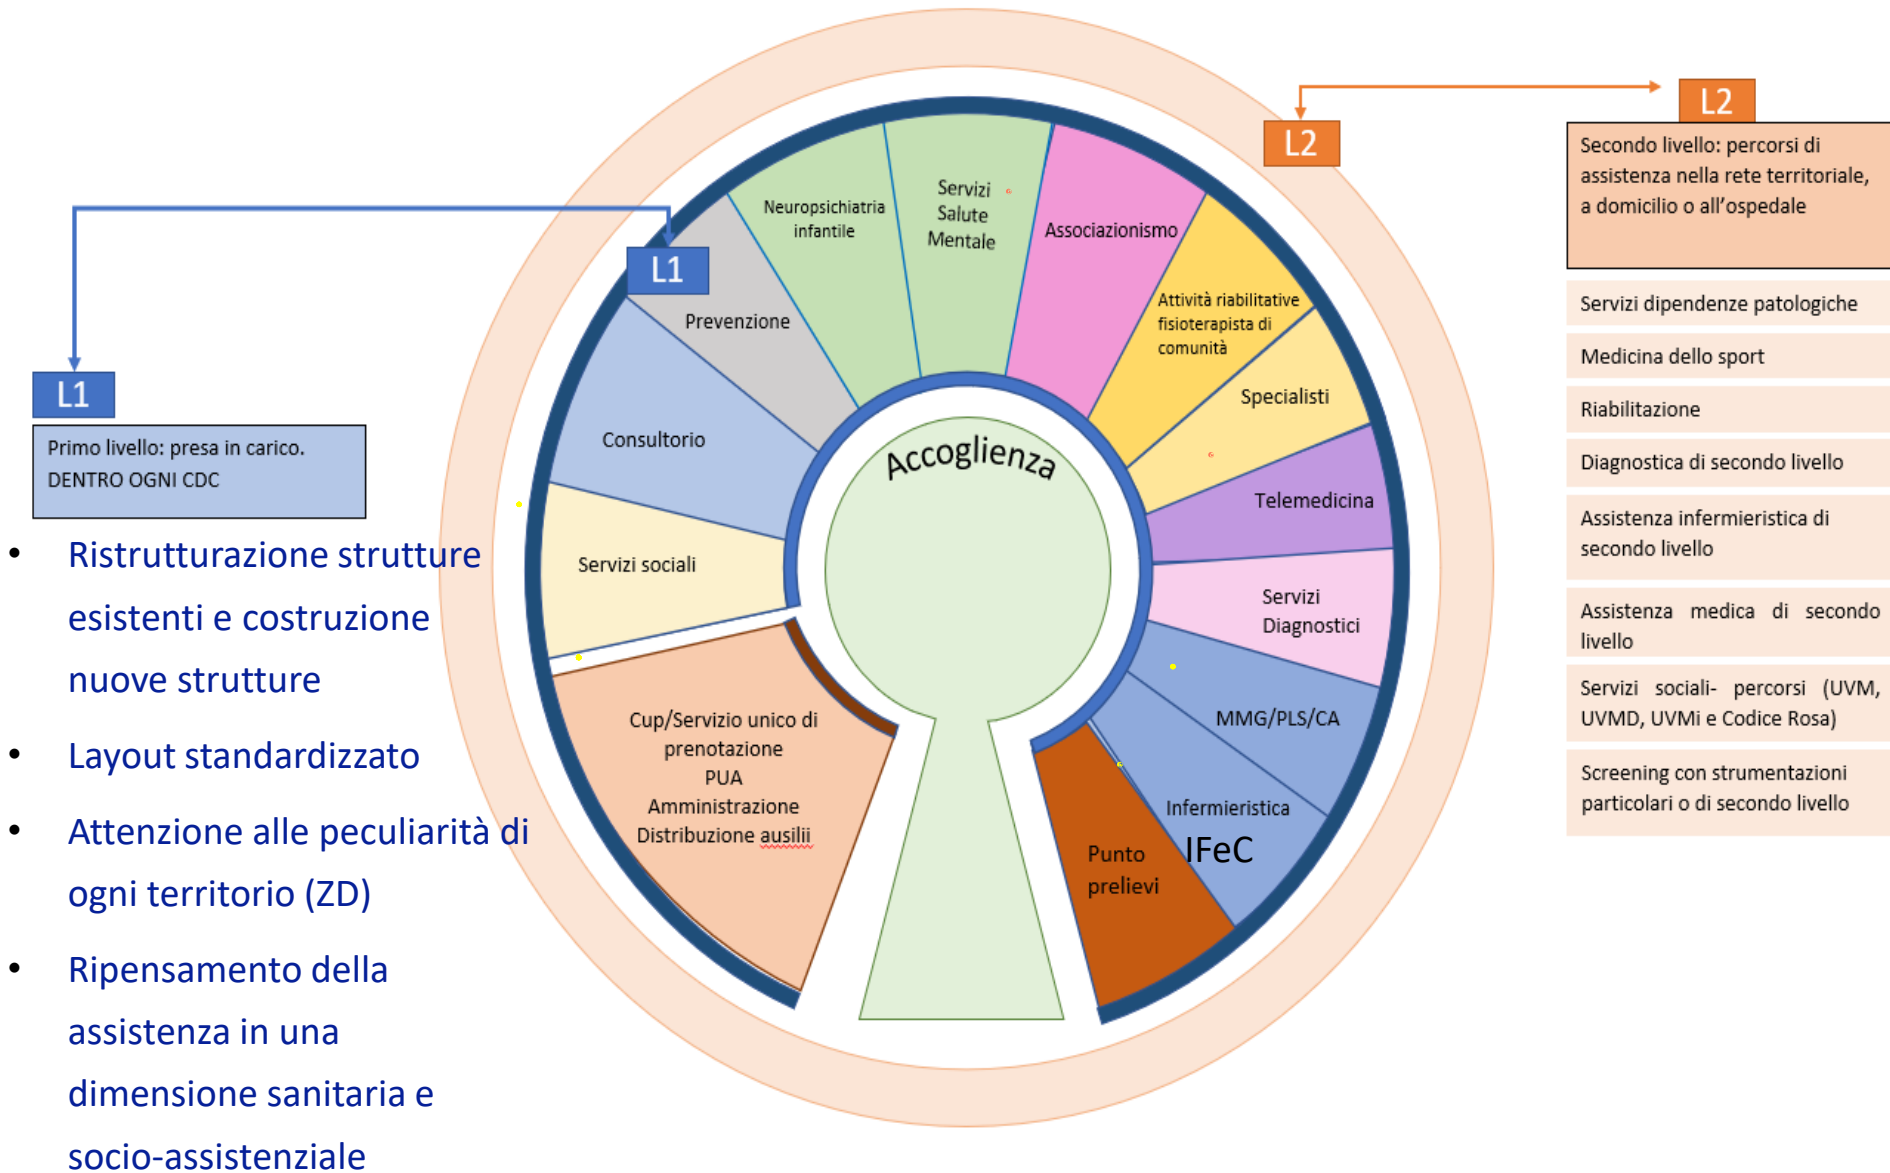 L1
Primo livello: presa in carico.
DENTRO OGNI CDC
• Ristrutturazione strutture
esistenti e costruzione
nuove strutture
• Layout standardizzato
• Attenzione alle peculiarità di
ogni territorio (ZD)
• Ripensamento della
assistenza in una
dimensione sanitaria e
socio-assistenziale
L1
Accoglienza
Cup/Servizio unico di
prenotazione
PUA
Amministrazione
Distribuzione ausilii
Servizi sociali
Consultorio
Prevenzione
Neuropsichiatria
infantile
Servizi
Salute
Mentale
Associazionismo
Attività riabilitative
fisioterapista di
comunità
Specialisti
Telemedicina
Servizi
Diagnostici
MMG/PLS/CA
Infermieristica
IFeC
Punto
prelievi
L2
L2
Secondo livello: percorsi di
assistenza nella rete territoriale,
a domicilio o all'ospedale
Servizi dipendenze patologiche
Medicina dello sport
Riabilitazione
Diagnostica di secondo livello
Assistenza infermieristica di
secondo livello
Assistenza medica di secondo
livello
Servizi sociali- percorsi (UVM,
UVMD, UVMi e Codice Rosa)
Screening con strumentazioni
particolari o di secondo livello